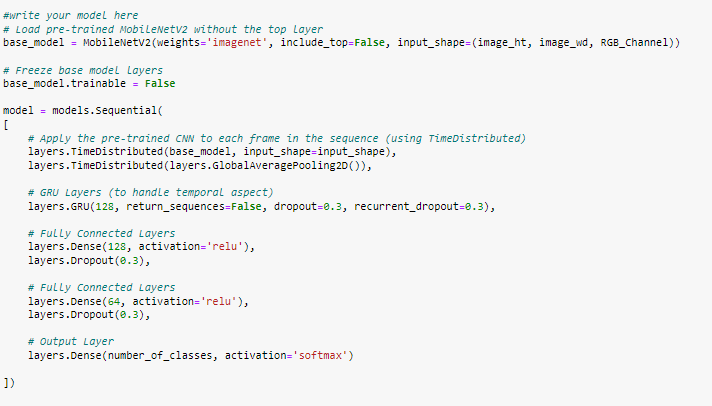 #write your model here
# Load pre-trained MobileNetV2 without the top layer
base_model = MobileNetV2(weights='imagenet', include_top=False, input_shape=(image_ht, image_wd, RGB_Channel))
# Freeze base model layers
base_model.trainable = False
model = models.Sequential(
[
# Apply the pre-trained CNN to each frame in the sequence (using TimeDistributed)
layers.TimeDistributed(base_model, input_shape=input_shape),
layers.TimeDistributed(layers.GlobalAveragePooling2D()),
# GRU Layers (to handle temporal aspect)
layers.GRU(128, return_sequences=False, dropout=0.3, recurrent_dropout=0.3),
# Fully Connected Layers
layers.Dense(128, activation='relu'),
layers.Dropout(0.3),
# Fully Connected Layers
layers.Dense(64, activation='relu'),
layers.Dropout(0.3),
# Output Layer
layers.Dense(number_of_classes, activation='softmax')
])